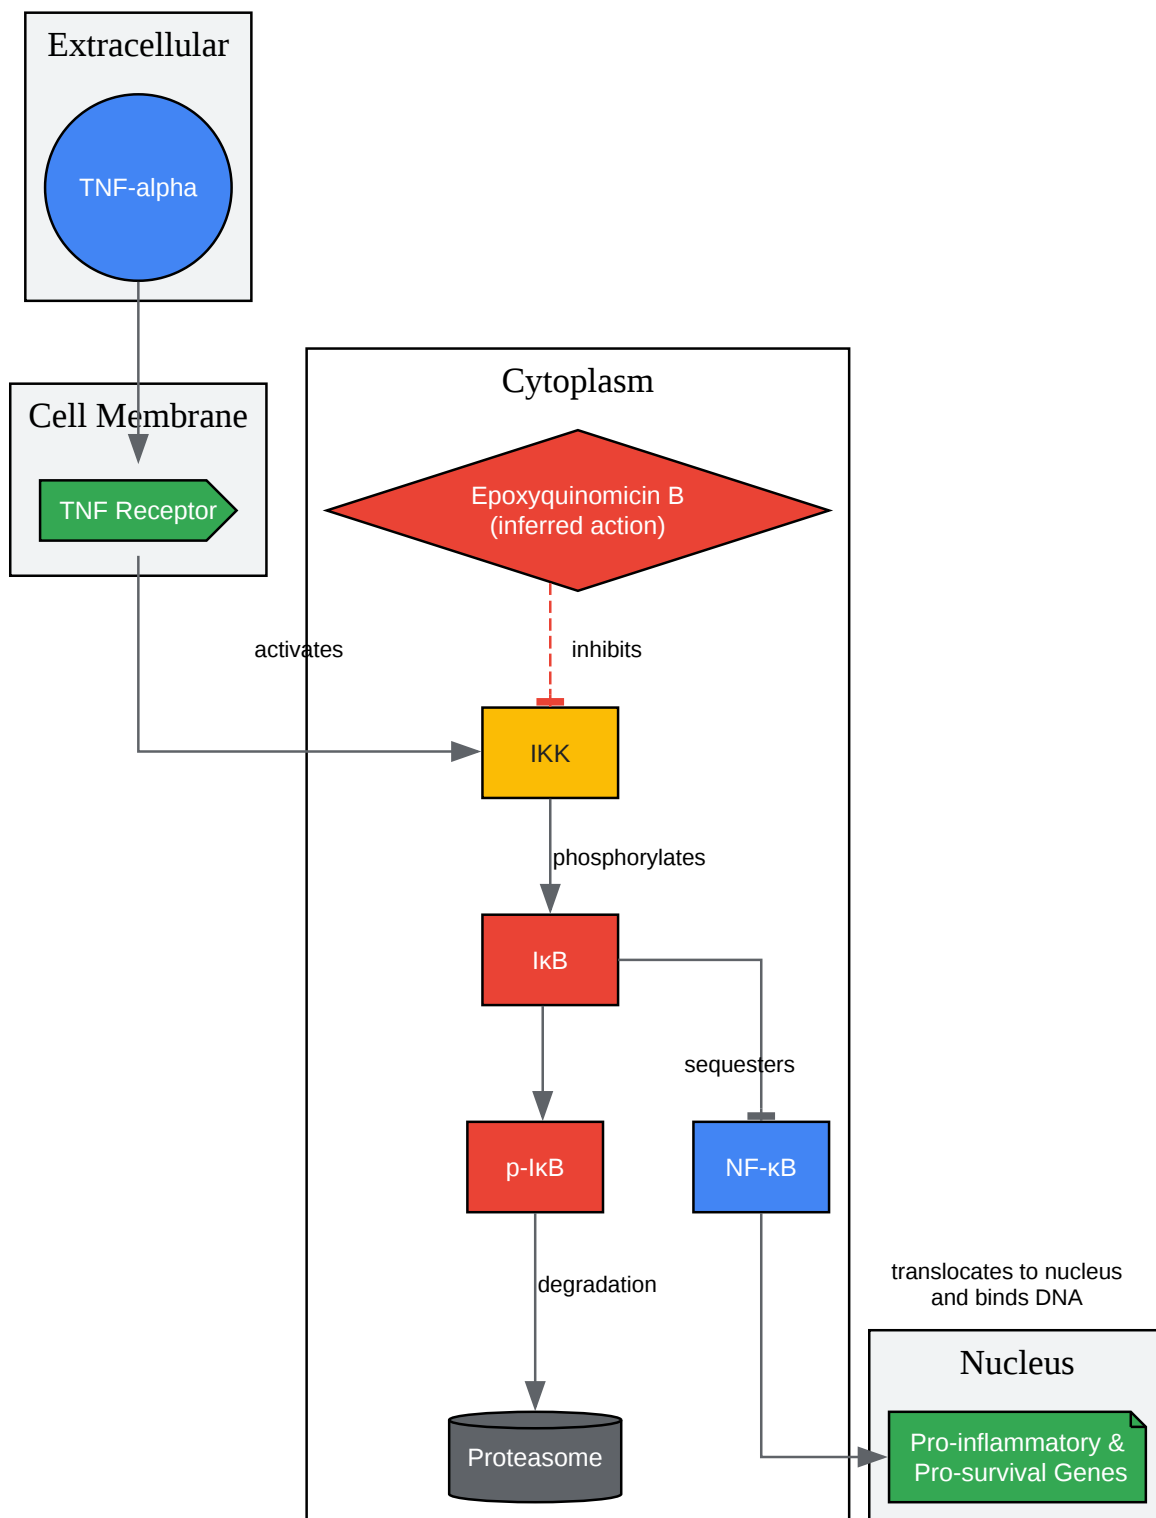 Extracellular
TNF-alpha
Cell Membrane
TNF Receptor
Cytoplasm
Epoxyquinomicin B
(inferred action)
activates
inhibits
IKK
phosphorylates
IκB
sequesters
p-IκB
NF-κB
degradation
translocates to nucleus
and binds DNA
Nucleus
Proteasome
Pro-inflammatory &
Pro-survival Genes